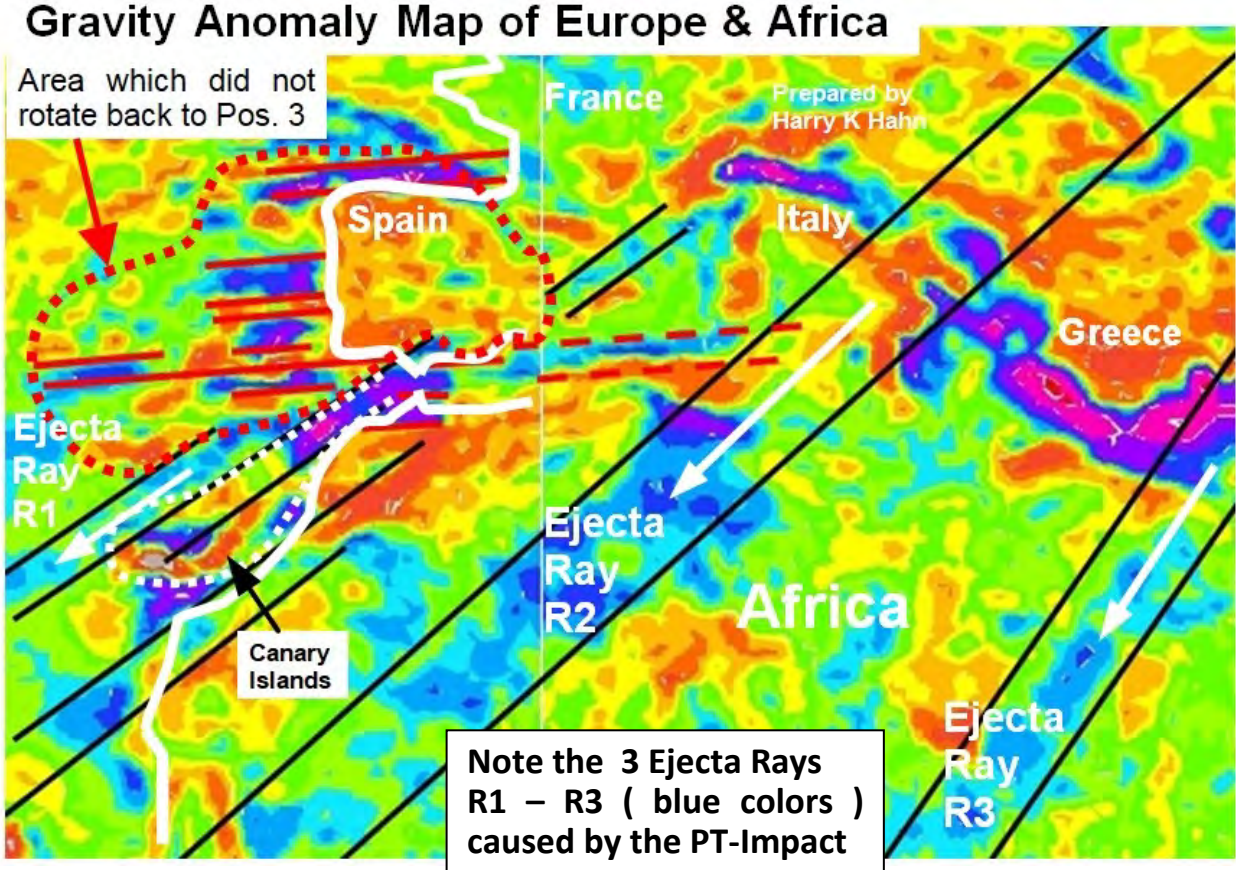 Gravity Anomaly Map of Europe & Africa
Area which did not
rotate back to Pos. 3
France
Prepared by
Harry K Hahn
Spain
Italy
Greece
Ejecta
Ray
R1
Ejecta
Ray
R2
Africa
Canary
Islands
Ejecta
Ray
R3
Note the 3 Ejecta Rays
R1 – R3 ( blue colors )
caused by the PT-Impact